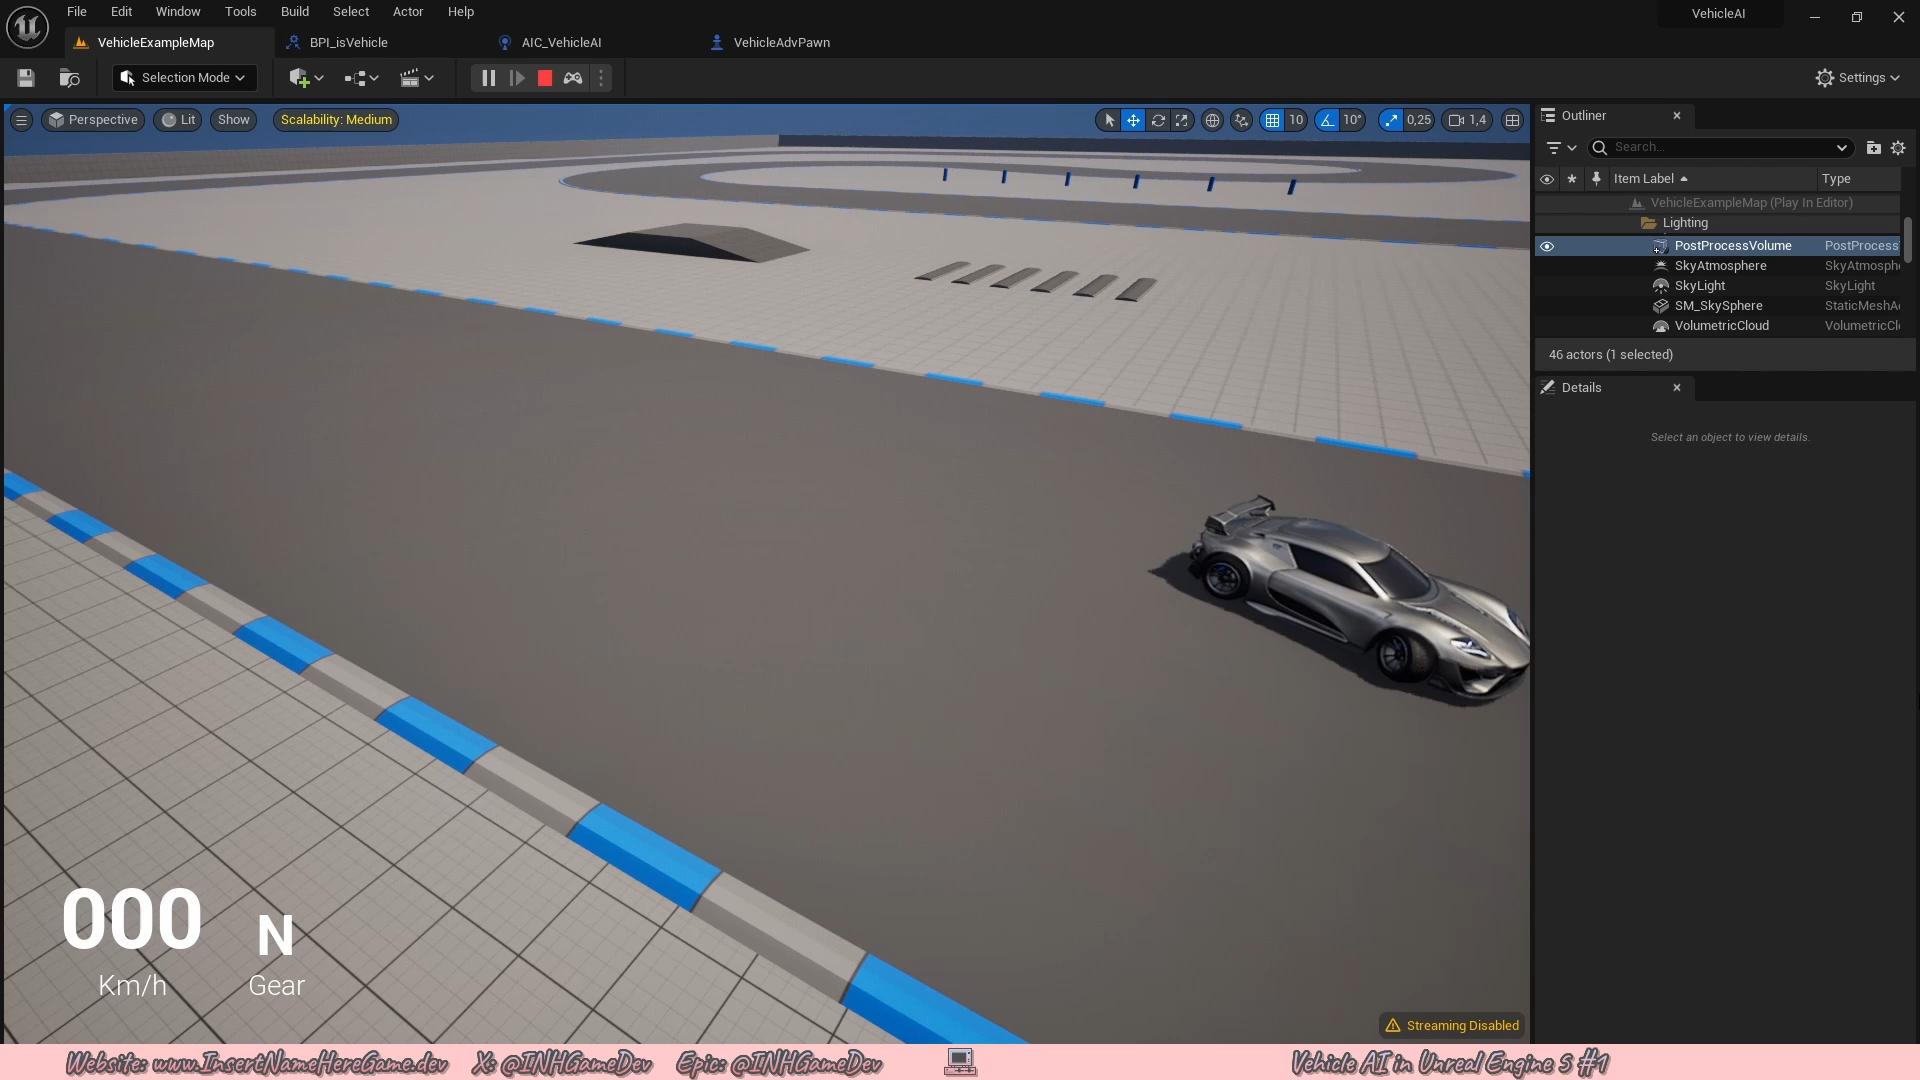 File Edit Window Tools Build Select Actor Help
VehicleAI
VehicleExampleMap BPI_isVehicle AIC_VehicleAI VehicleAdvPawn
Selection Mode
Settings
Perspective Lit Show Scalability: Medium 10 10° 0,25 1,4
Outliner
Search...
Item Label Type
VehicleExampleMap (Play In Editor)
Lighting
PostProcessVolume PostProcess
SkyAtmosphere SkyAtmosph
SkyLight SkyLight
SM_SkySphere StaticMeshA
VolumetricCloud VolumetricCl
46 actors (1 selected)
Details
Select an object to view details.
000 N
Km/h Gear
Streaming Disabled
Website: www.InsertNameHereGame.dev X: @INHGameDev Epic: @INHGameDev Vehicle AI in Unreal Engine 5 #1